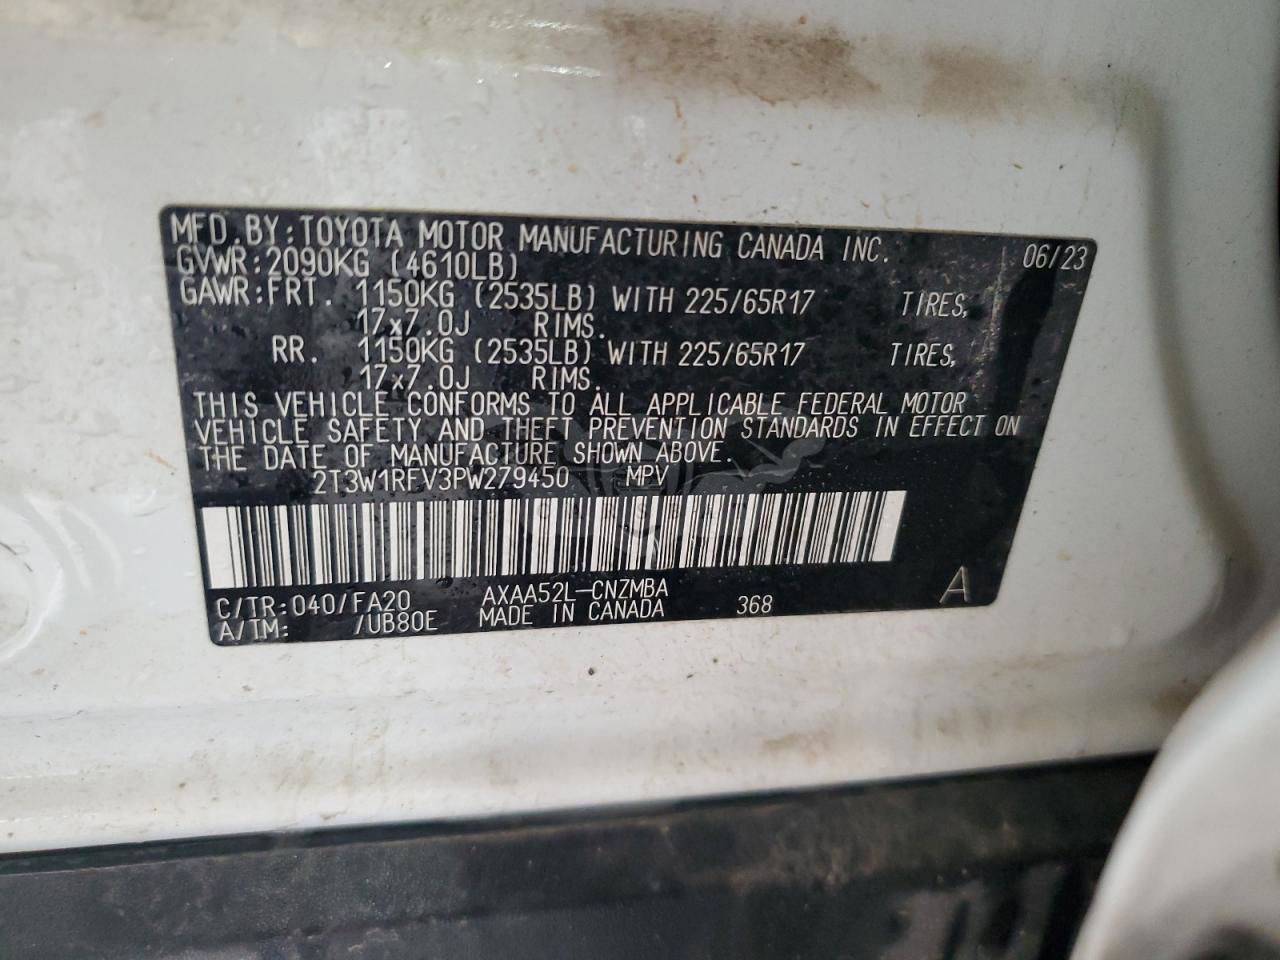 MFD.BY:TOYOTA MOTOR MANUFACTURING CANADA INC. 06/23
GVWR:2090KG (4610LB)
GAWR:FRT. 1150KG (2535LB) WITH 225/65R17 TIRES,
17x7.0J RIMS.
RR. 1150KG (2535LB) WITH 225/65R17 TIRES,
17x7.0J RIMS.
THIS VEHICLE CONFORMS TO ALL APPLICABLE FEDERAL MOTOR
VEHICLE SAFETY AND THEFT PREVENTION STANDARDS IN EFFECT ON
THE DATE OF MANUFACTURE SHOWN ABOVE.
2T3W1RFV3PW279450 MPV
C/TR:040/FA20 AXAA52L-CNZMBA
A/TM: /UB80E MADE IN CANADA 368 A